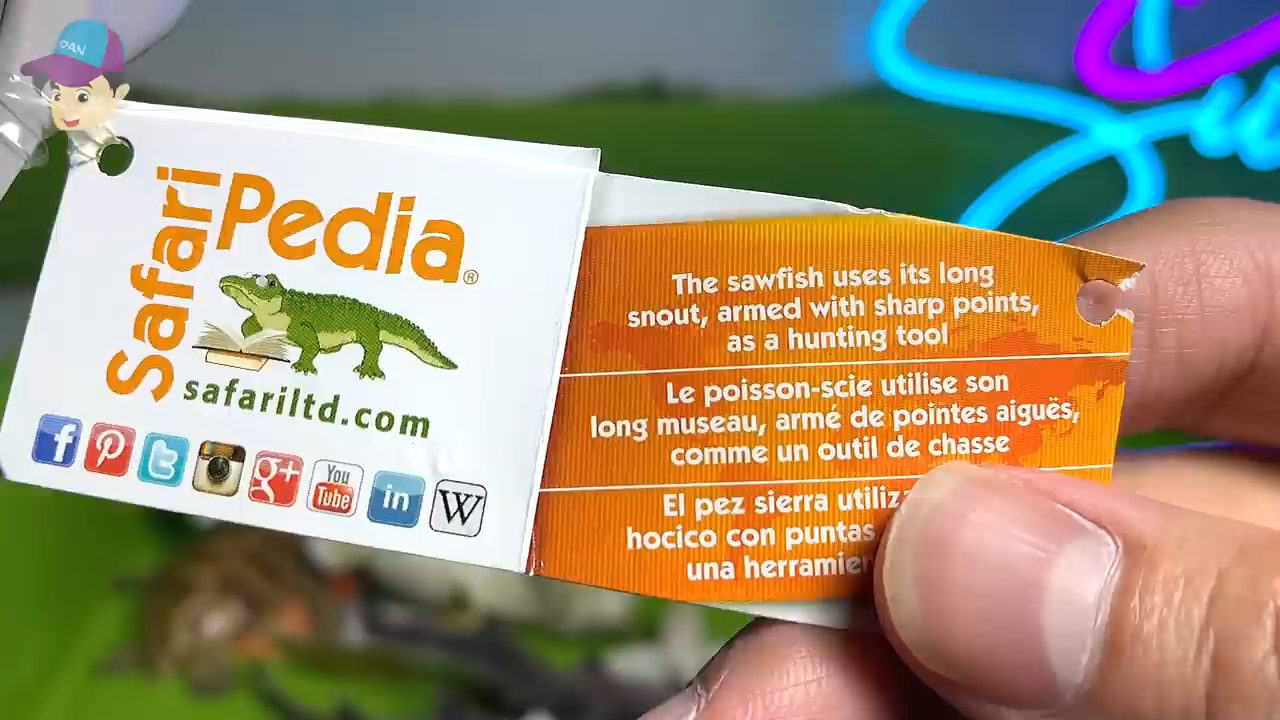 DAN
Safari
Pedia®
safariltd.com
f
P
t
g+
You
Tube
in
W
The sawfish uses its long
snout, armed with sharp points,
as a hunting tool
Le poisson-scie utilise son
long museau, armé de pointes aiguës,
comme un outil de chasse
El pez sierra
hocico con puntas
una